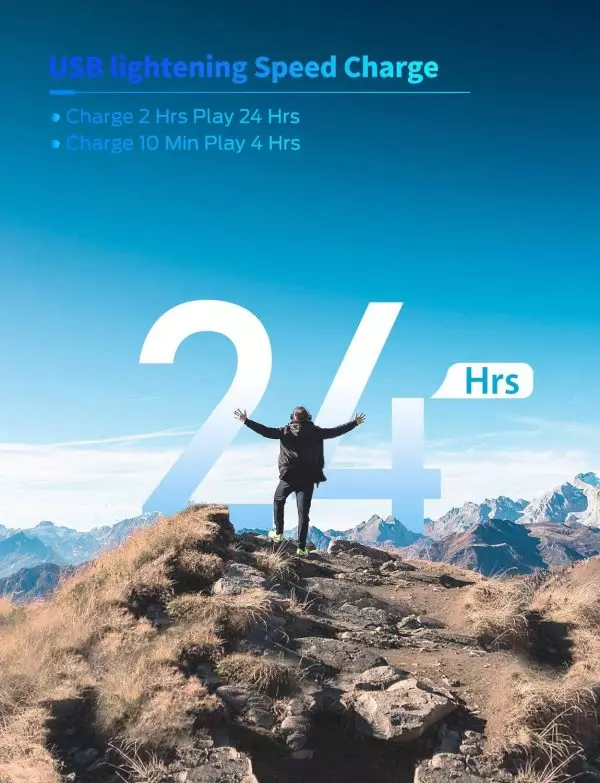 USB lightening Speed Charge
• Charge 2 Hrs Play 24 Hrs
• Charge 10 Min Play 4 Hrs
24
Hrs